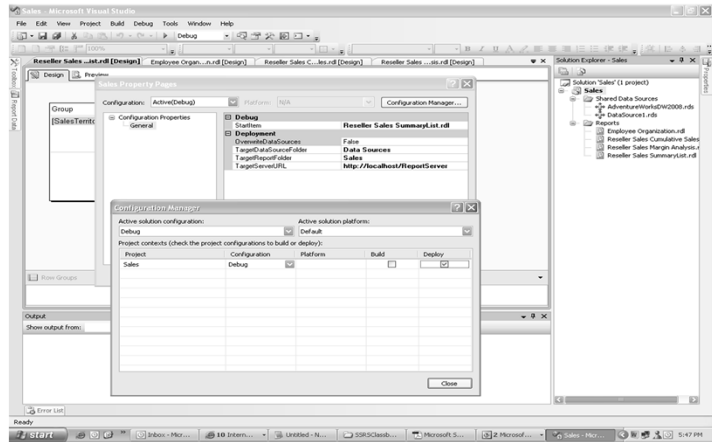 Sales - Microsoft Visual Studio
File Edit View Project Build Debug Tools Window Help
Debug
100%
Reseller Sales ...ist.rdl [Design] Employee Organ...n.rdl [Design] Reseller Sales C...les.rdl [Design] Reseller Sales ...sis.rdl [Design]
Design Preview
Toolbox
Report Data
Group
[SalesTerrito
Row Groups
Sales Property Pages
Configuration: Active(Debug) Platform: N/A Configuration Manager...
Configuration Properties
General
Debug
StartItem Reseller Sales SummaryList.rdl
Deployment
OverwriteDataSources False
TargetDataSourceFolder Data Sources
TargetReportFolder Sales
TargetServerURL http://localhost/ReportServer
Configuration Manager
Active solution configuration: Active solution platform:
Debug Default
Project contexts (check the project configurations to build or deploy):
Project Configuration Platform Build Deploy
Sales Debug
Close
Output
Show output from:
Error List
Ready
Solution Explorer - Sales
Solution 'Sales' (1 project)
Sales
Shared Data Sources
AdventureWorksDW2008.rds
DataSource1.rds
Reports
Employee Organization.rdl
Reseller Sales Cumulative Sales
Reseller Sales Margin Analysis.r
Reseller Sales SummaryList.rdl
Properties
start Inbox - Micr... 10 Intern... Untitled - N... SSRSClassb... Microsoft S... 2 Microsof... Sales - Micr... 5:47 PM